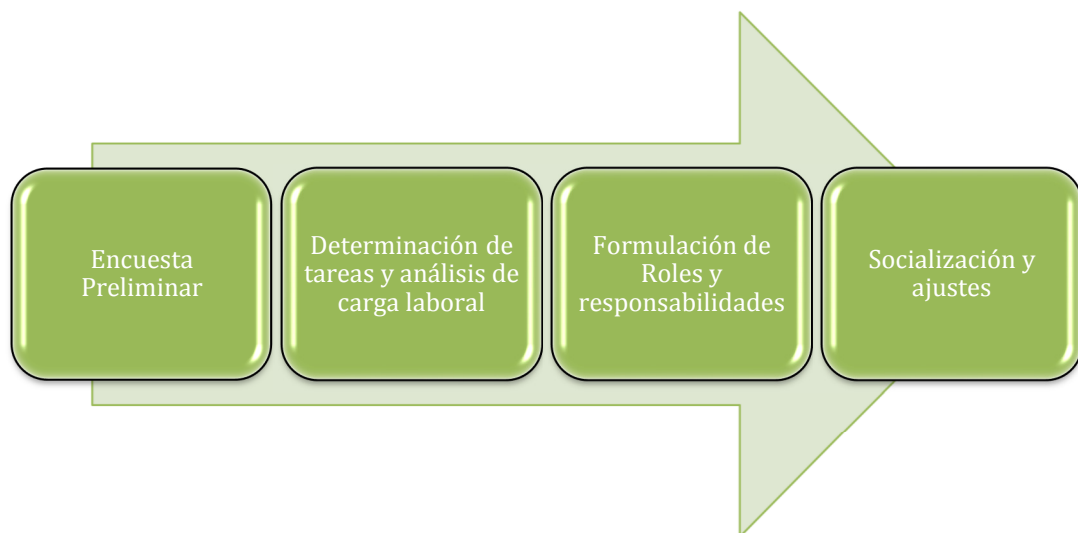 Encuesta
Preliminar
Determinación de
tareas y análisis de
carga laboral
Formulación de
Roles y
responsabilidades
Socialización y
ajustes